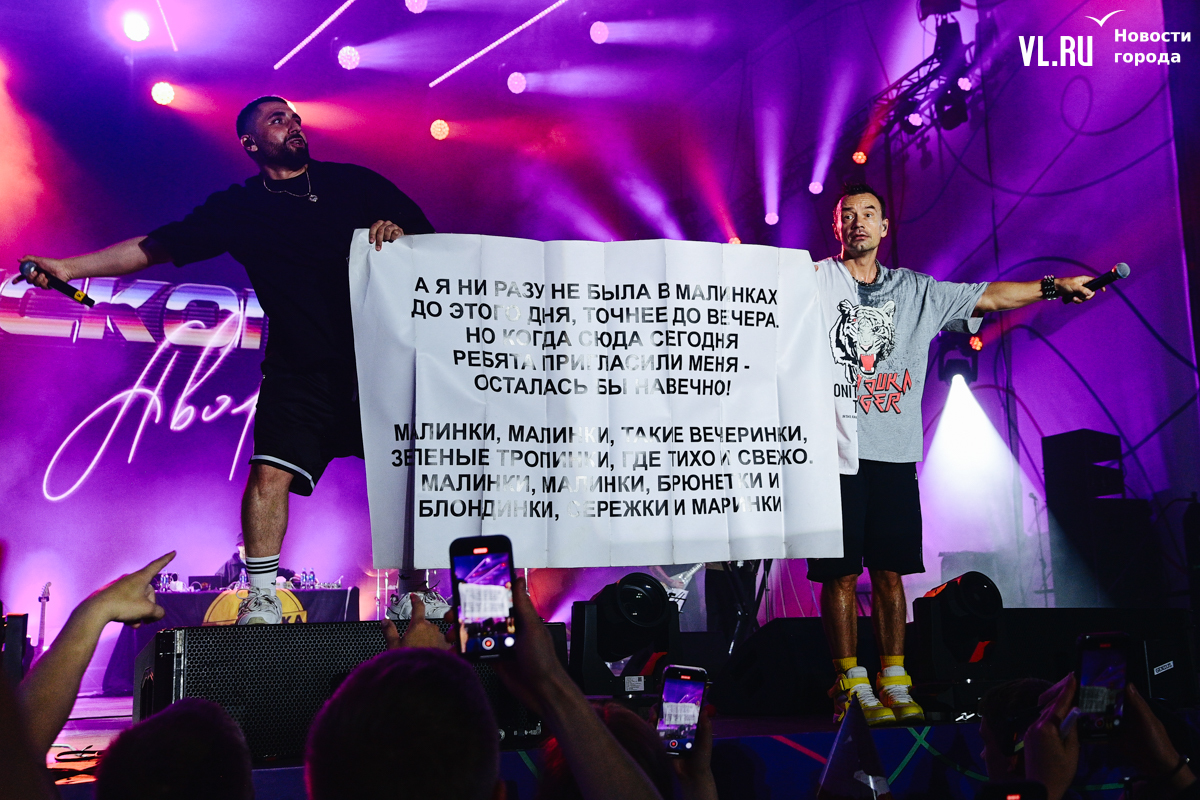 VL.RU
Новости
города
А Я НИ РАЗУ НЕ БЫЛА В МАЛИНКАХ
ДО ЭТОГО ДНЯ, ТОЧНЕЕ ДО ВЕЧЕРА.
НО КОГДА СЮДА СЕГОДНЯ
РЕБЯТА ПРИГЛАСИЛИ МЕНЯ -
ОСТАЛАСЬ БЫ НАВЕЧНО!
МАЛИНКИ, МАЛИНКИ, ТАКИЕ ВЕЧЕРИНКИ,
ЗЕЛЕНЫЕ ТРОПИНКИ, ГДЕ ТИХО И СВЕЖО.
МАЛИНКИ, МАЛИНКИ, БРЮНЕТКИ И
БЛОНДИНКИ, СЕРЕЖКИ И МАРИНКИ